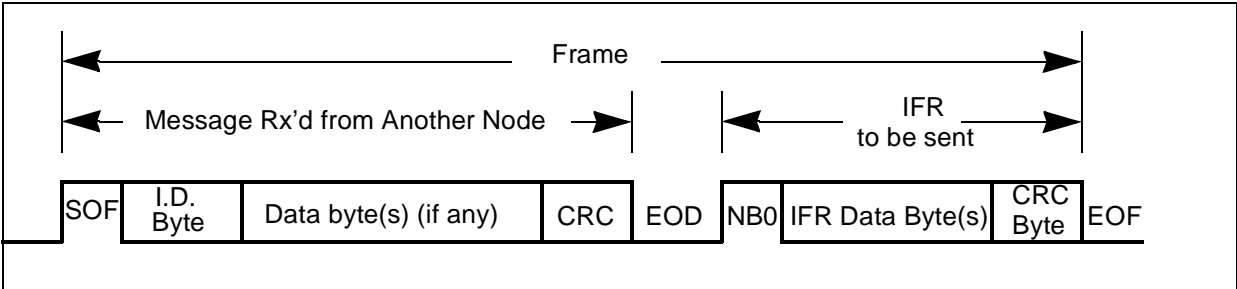 Frame
Message Rx'd from Another Node
IFR
to be sent
SOF
I.D.
Byte
Data byte(s) (if any)
CRC
EOD
NB0
IFR Data Byte(s)
CRC
Byte
EOF